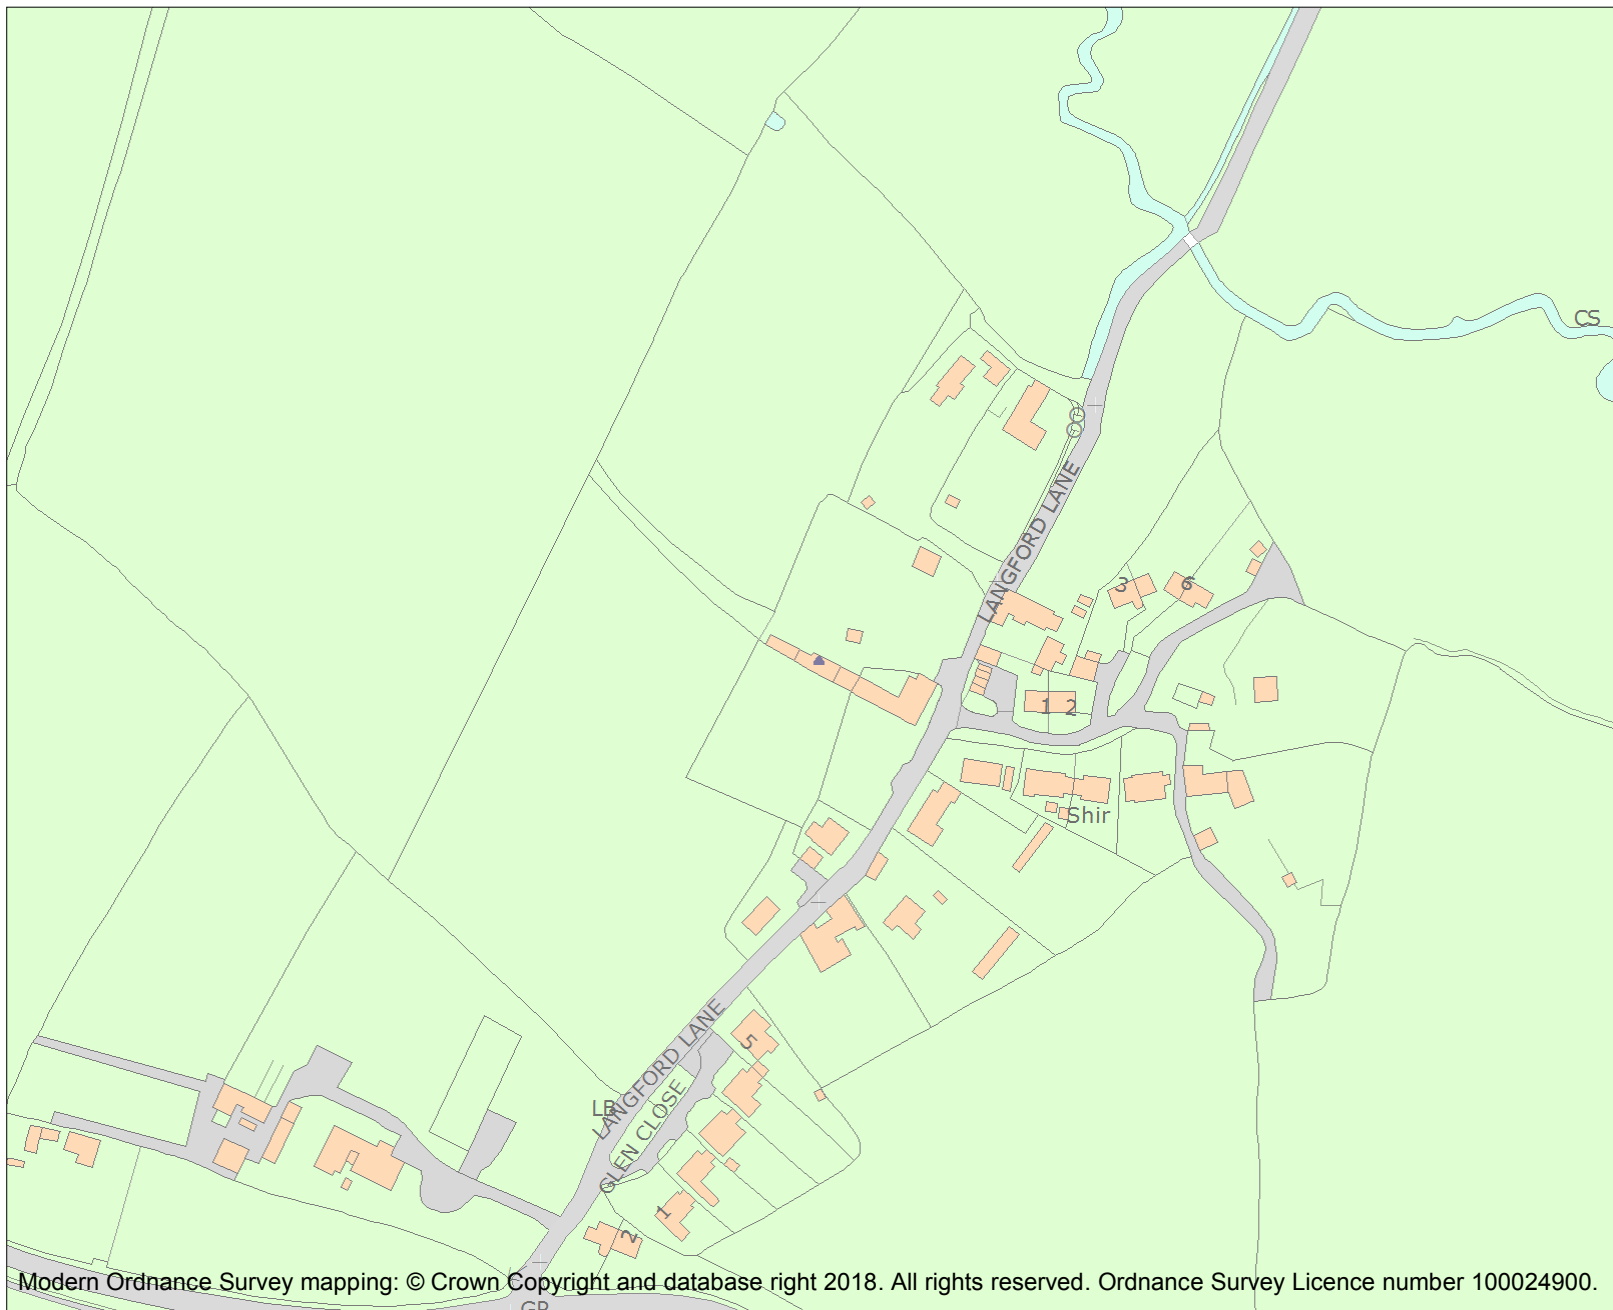 CS
LANGFORD LANE
3
6
1 2
Shir
LANGFORD LANE
5
LB
GLEN CLOSE
1
2
Modern Ordnance Survey mapping: © Crown Copyright and database right 2018. All rights reserved. Ordnance Survey Licence number 100024900.
GP